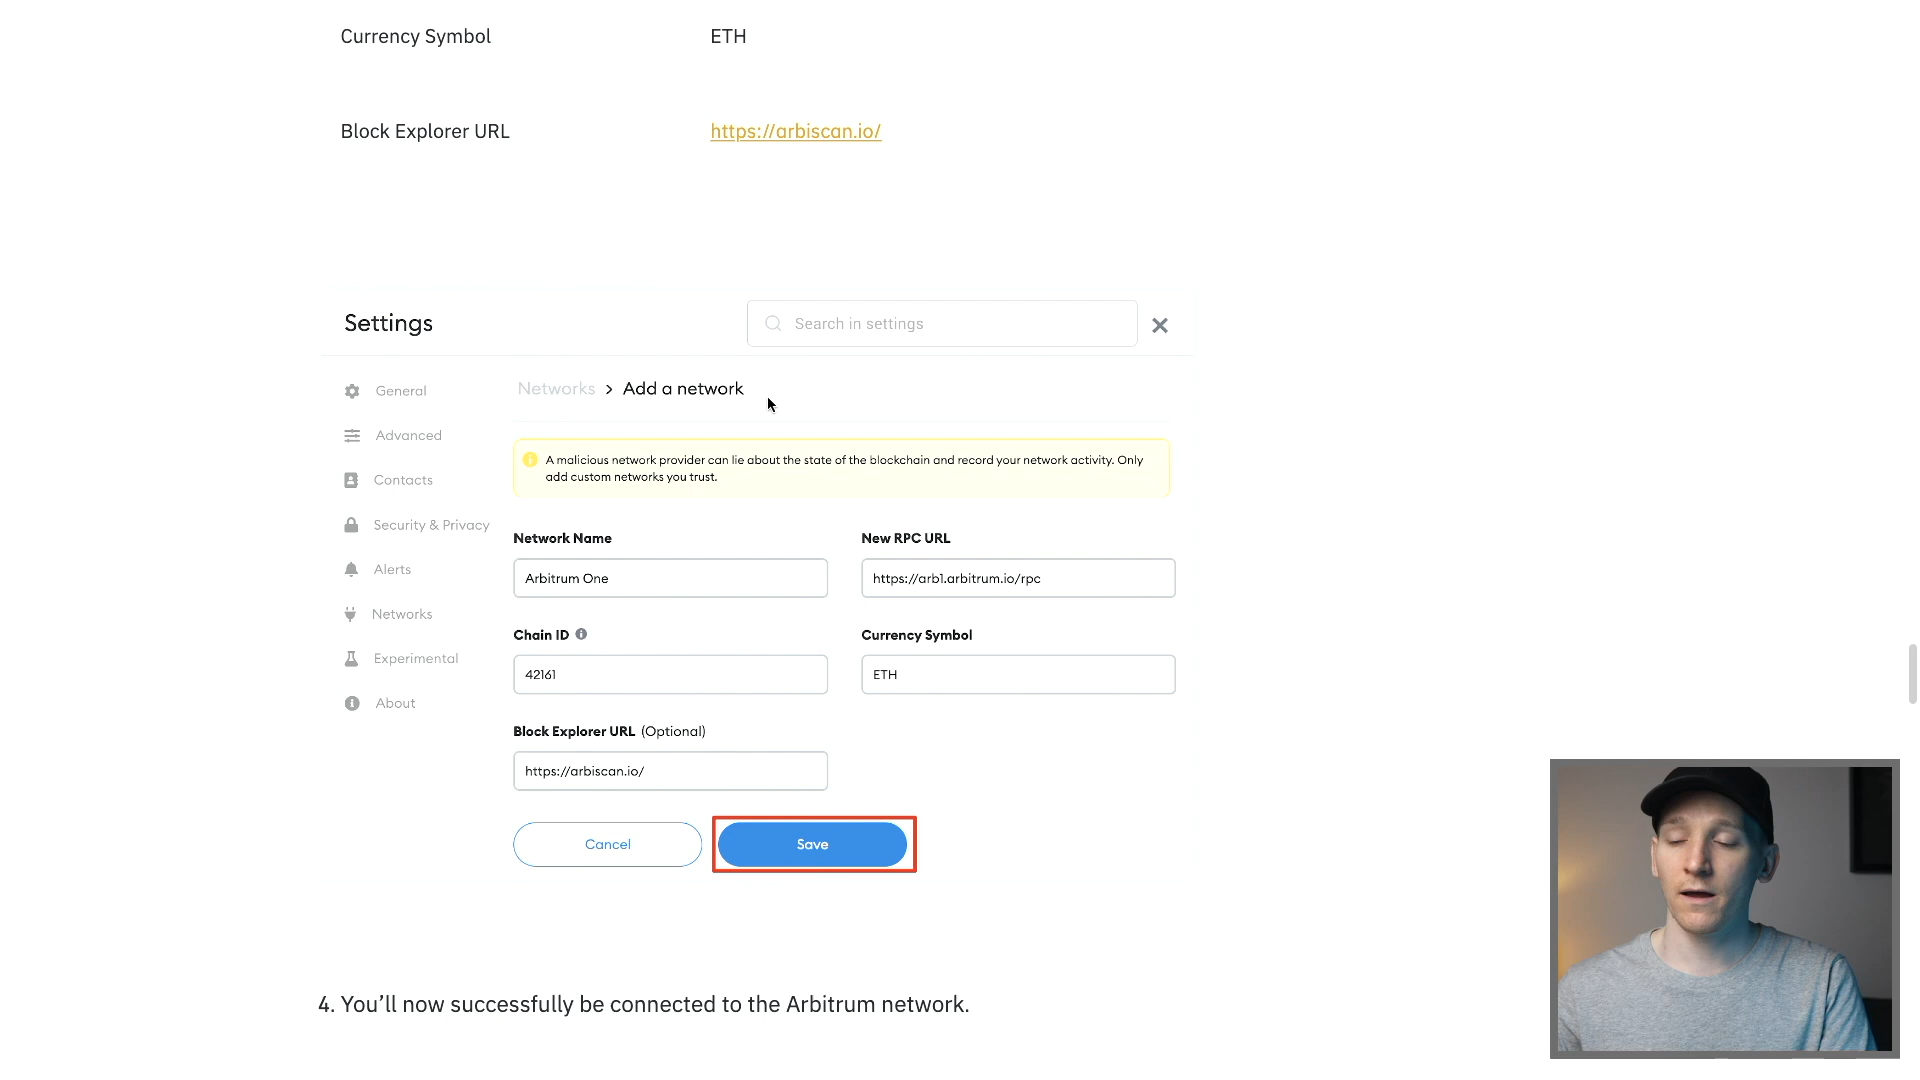 Currency Symbol ETH
Block Explorer URL https://arbiscan.io/
Settings
Search in settings
General
Advanced
Contacts
Security & Privacy
Alerts
Networks
Experimental
About
Networks > Add a network
A malicious network provider can lie about the state of the blockchain and record your network activity. Only
add custom networks you trust.
Network Name
Arbitrum One
New RPC URL
https://arb1.arbitrum.io/rpc
Chain ID
42161
Currency Symbol
ETH
Block Explorer URL (Optional)
https://arbiscan.io/
Cancel
Save
4. You’ll now successfully be connected to the Arbitrum network.